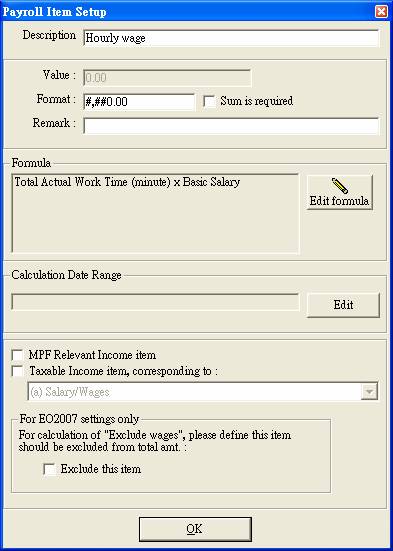 Payroll Item Setup
Description Hourly wage
Value : 0.00
Format : #,##0.00 Sum is required
Remark :
Formula
Total Actual Work Time (minute) x Basic Salary
Edit formula
Calculation Date Range
Edit
MPF Relevant Income item
Taxable Income item, corresponding to :
(a) Salary/Wages
For EO2007 settings only
For calculation of "Exclude wages", please define this item
should be excluded from total amt. :
Exclude this item
OK